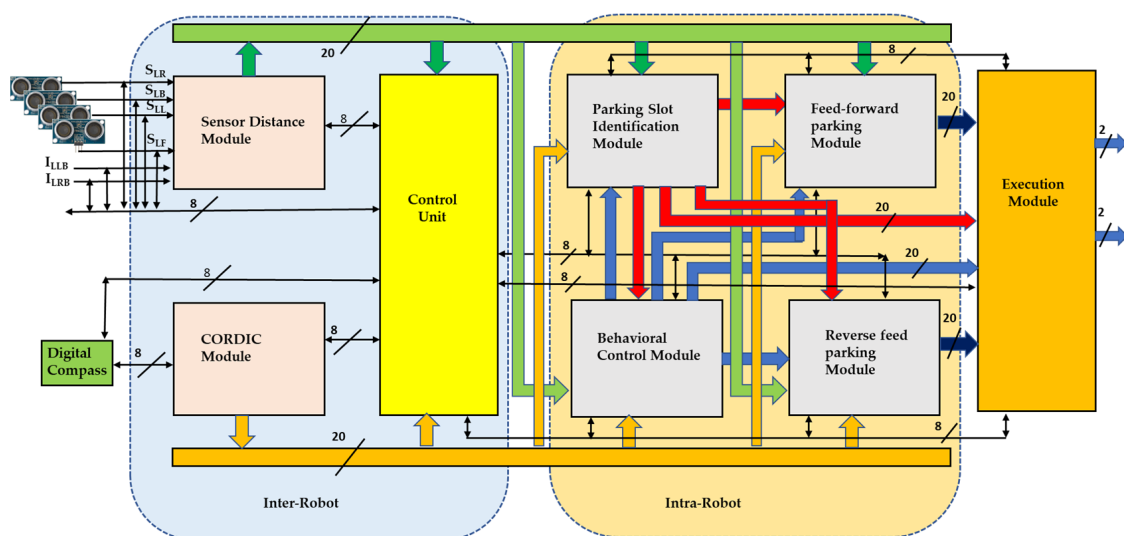 20
8
S_LR
S_LB
S_LL
S_LF
I_LLB
I_LRB
8
Sensor Distance
Module
8
Control
Unit
Parking Slot
Identification
Module
Feed-forward
parking
Module
20
Execution
Module
2
2
20
8
20
8
8
Digital
Compass
8
CORDIC
Module
8
Behavioral
Control Module
Reverse feed
parking
Module
20
8
20
Inter-Robot
Intra-Robot